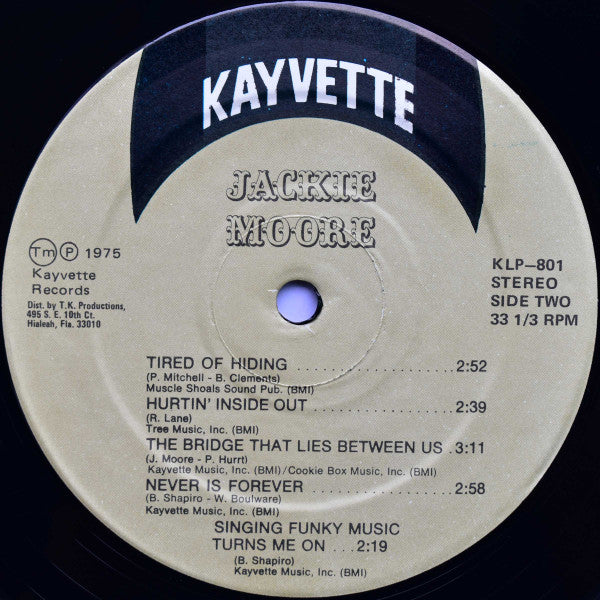 KAYVETTE
JACKIE
MOORE
Tm P 1975
Kayvette
Records
Dist. by T.K. Productions,
495 S.E. 10th Ct.
Hialeah, Fla. 33010
KLP-801
STEREO
SIDE TWO
33 1/3 RPM
TIRED OF HIDING .................... 2:52
(P. Mitchell - B. Clements)
Muscle Shoals Sound Pub. (BMI)
HURTIN' INSIDE OUT .................. 2:39
(R. Lane)
Tree Music, Inc. (BMI)
THE BRIDGE THAT LIES BETWEEN US . 3:11
(J. Moore - P. Hurrt)
Kayvette Music, Inc. (BMI)/Cookie Box Music, Inc. (BMI)
NEVER IS FOREVER .................. 2:58
(B. Shapiro - W. Boulware)
Kayvette Music, Inc. (BMI)
SINGING FUNKY MUSIC
TURNS ME ON ... 2:19
(B. Shapiro)
Kayvette Music, Inc. (BMI)